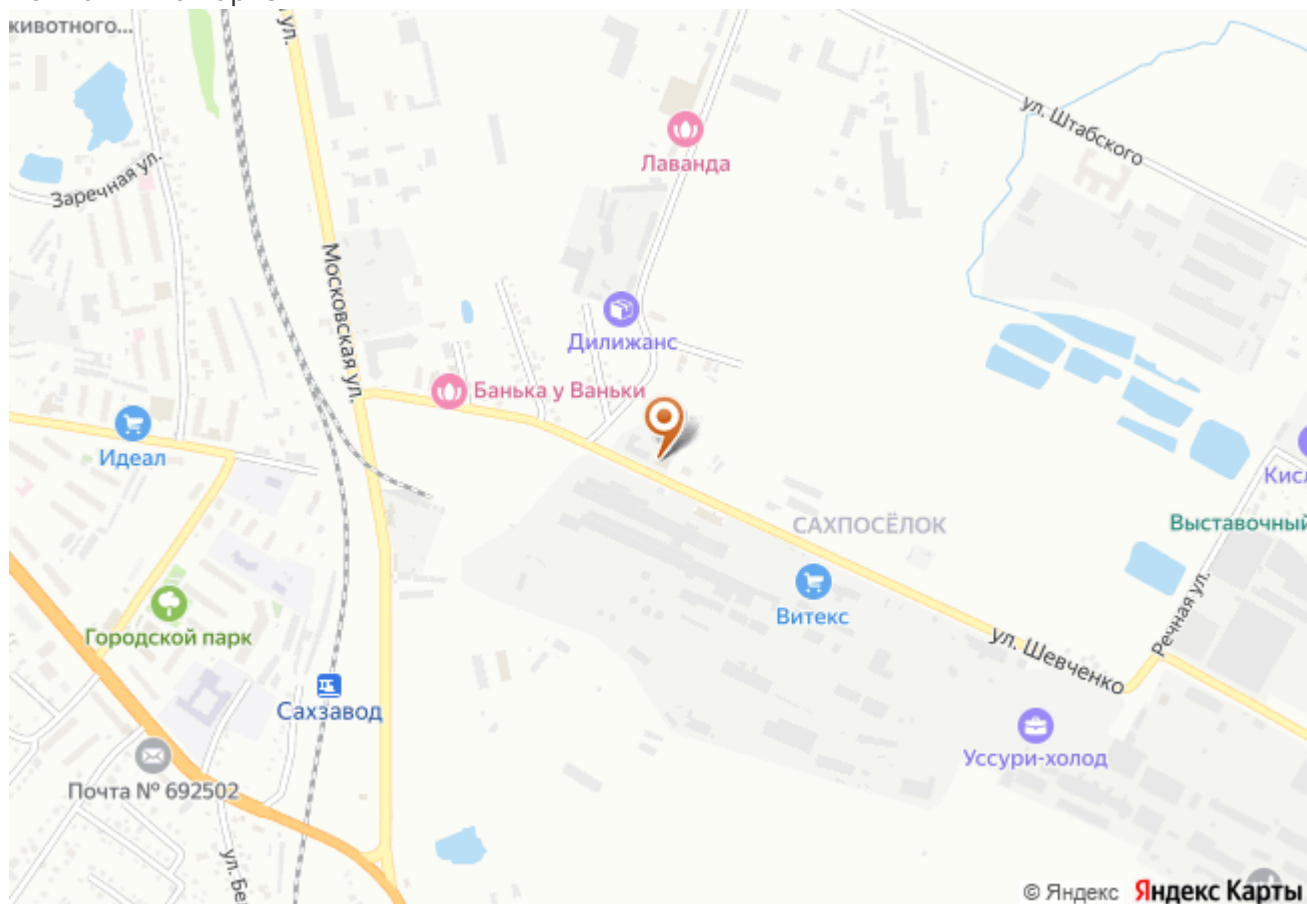 животного...
ул.
ул. Штабского
Лаванда
Заречная ул.
Московская ул.
Дилижанс
Банька у Ваньки
Идеал
САХПОСЁЛОК
Выставочный
Витекс
Речная ул.
Городской парк
ул. Шевченко
Сахзавод
Уссури-холод
Почта № 692502
© Яндекс Яндекс Карты